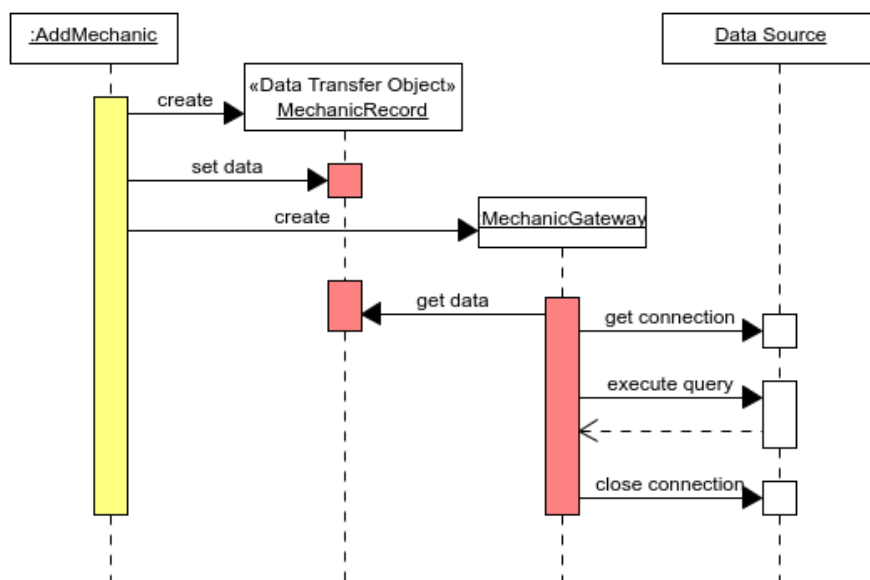 :AddMechanic
Data Source
«Data Transfer Object»
MechanicRecord
create
set data
create
:MechanicGateway
get data
get connection
execute query
close connection